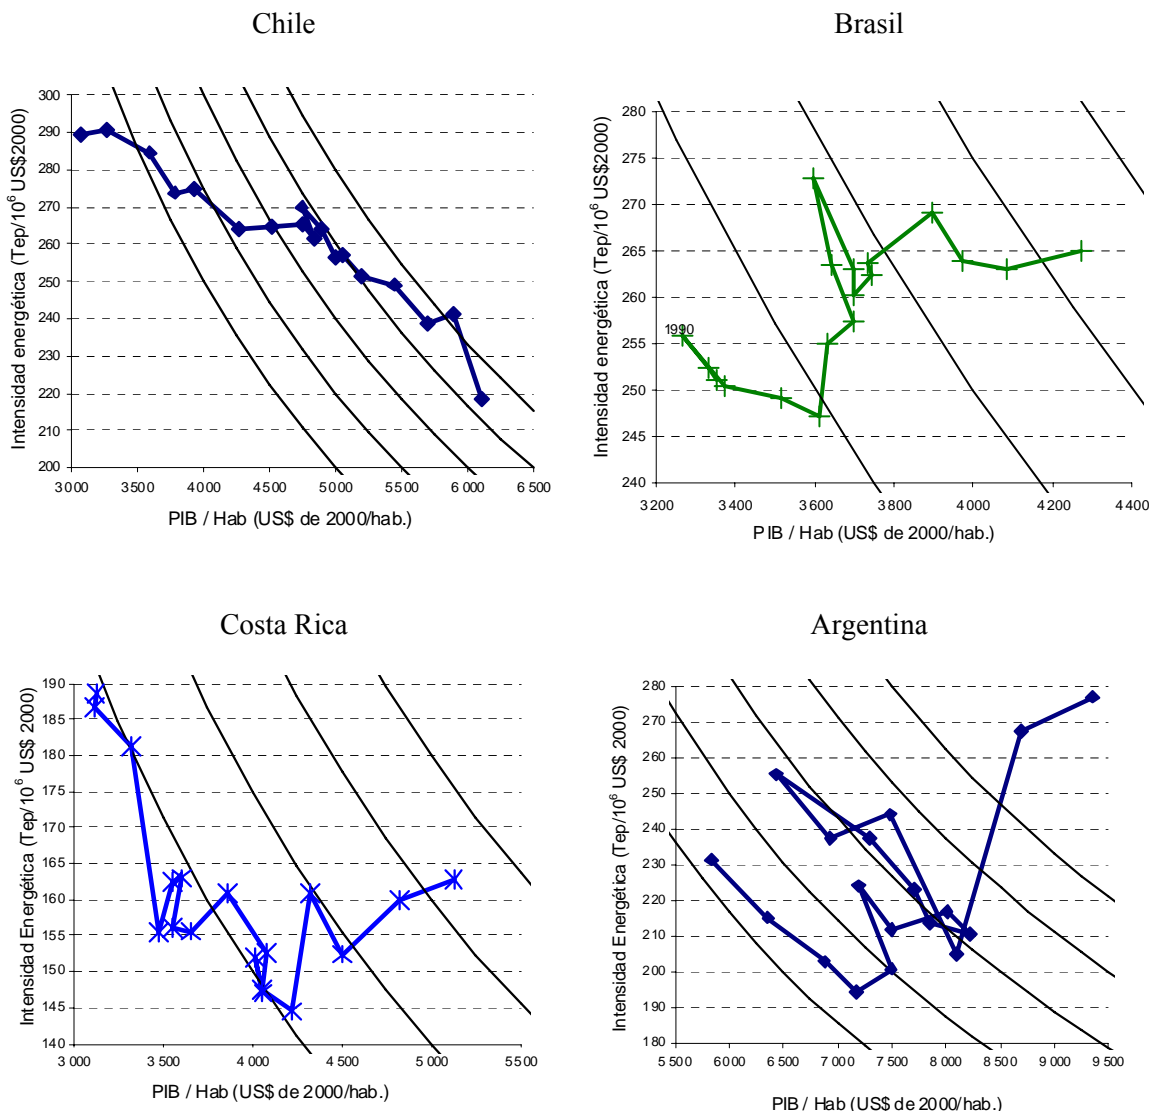 Chile
Intensidad energética (Tep/10⁶ US$2000)
300
290
280
270
260
250
240
230
220
210
200
3 000 3 500 4 000 4 500 5 000 5 500 6 000 6 500
PIB / Hab (US$ de 2000/hab.)
Brasil
Intensidad energética (Tep/10⁶ US$2000)
280
275
270
265
260
255
250
245
240
1990
3 200 3 400 3 600 3 800 4 000 4 200 4 400
PIB / Hab (US$ de 2000/hab.)
Costa Rica
Intensidad Energética (Tep/10⁶ US$ 2000)
190
185
180
175
170
165
160
155
150
145
140
3 000 3 500 4 000 4 500 5 000 5 500
PIB / Hab (US$ de 2000/hab.)
Argentina
Intensidad Energética (Tep/10⁶ US$ 2000)
280
270
260
250
240
230
220
210
200
190
180
5 500 6 000 6 500 7 000 7 500 8 000 8 500 9 000 9 500
PIB / Hab (US$ de 2000/hab.)